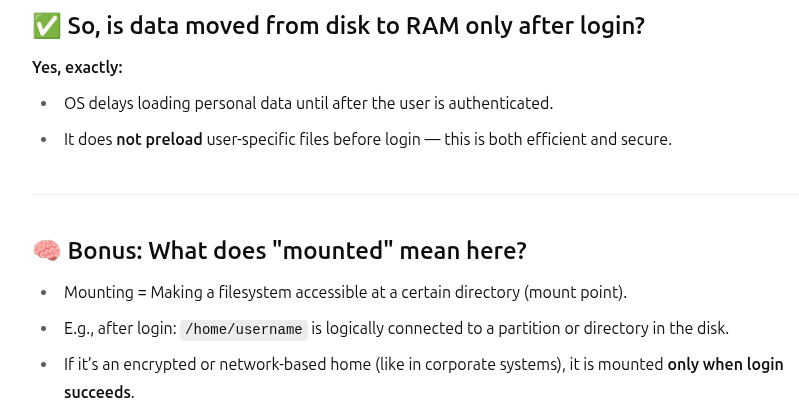 ✅ So, is data moved from disk to RAM only after login?
Yes, exactly:
• OS delays loading personal data until after the user is authenticated.
• It does not preload user-specific files before login — this is both efficient and secure.
🧠 Bonus: What does "mounted" mean here?
• Mounting = Making a filesystem accessible at a certain directory (mount point).
• E.g., after login: /home/username is logically connected to a partition or directory in the disk.
• If it’s an encrypted or network-based home (like in corporate systems), it is mounted only when login
succeeds.